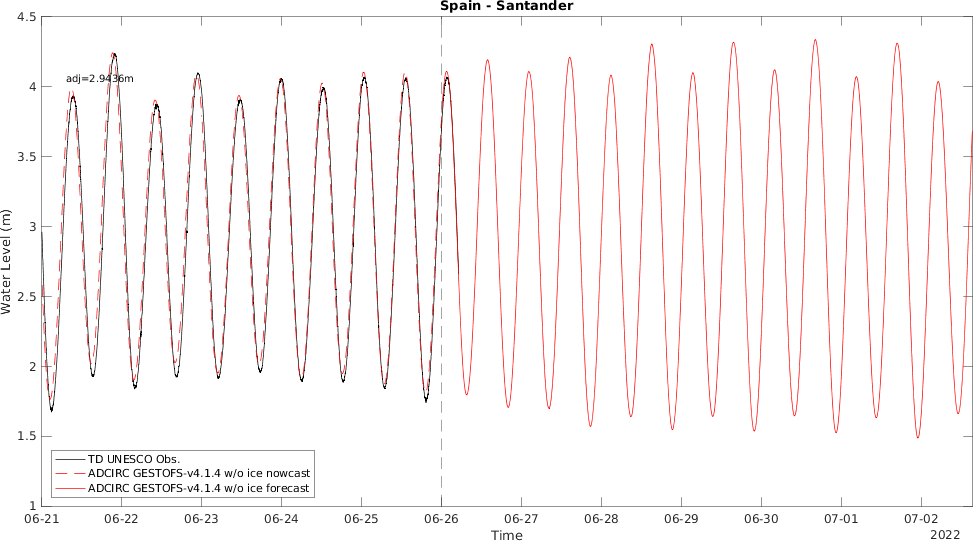 Spain - Santander
4.5
adj=2.9436m
4
3.5
3
Water Level (m)
2.5
2
1.5
TD UNESCO Obs.
ADCIRC GESTOFS-v4.1.4 w/o ice nowcast
ADCIRC GESTOFS-v4.1.4 w/o ice forecast
1
06-21 06-22 06-23 06-24 06-25 06-26 06-27 06-28 06-29 06-30 07-01 07-02
Time
2022